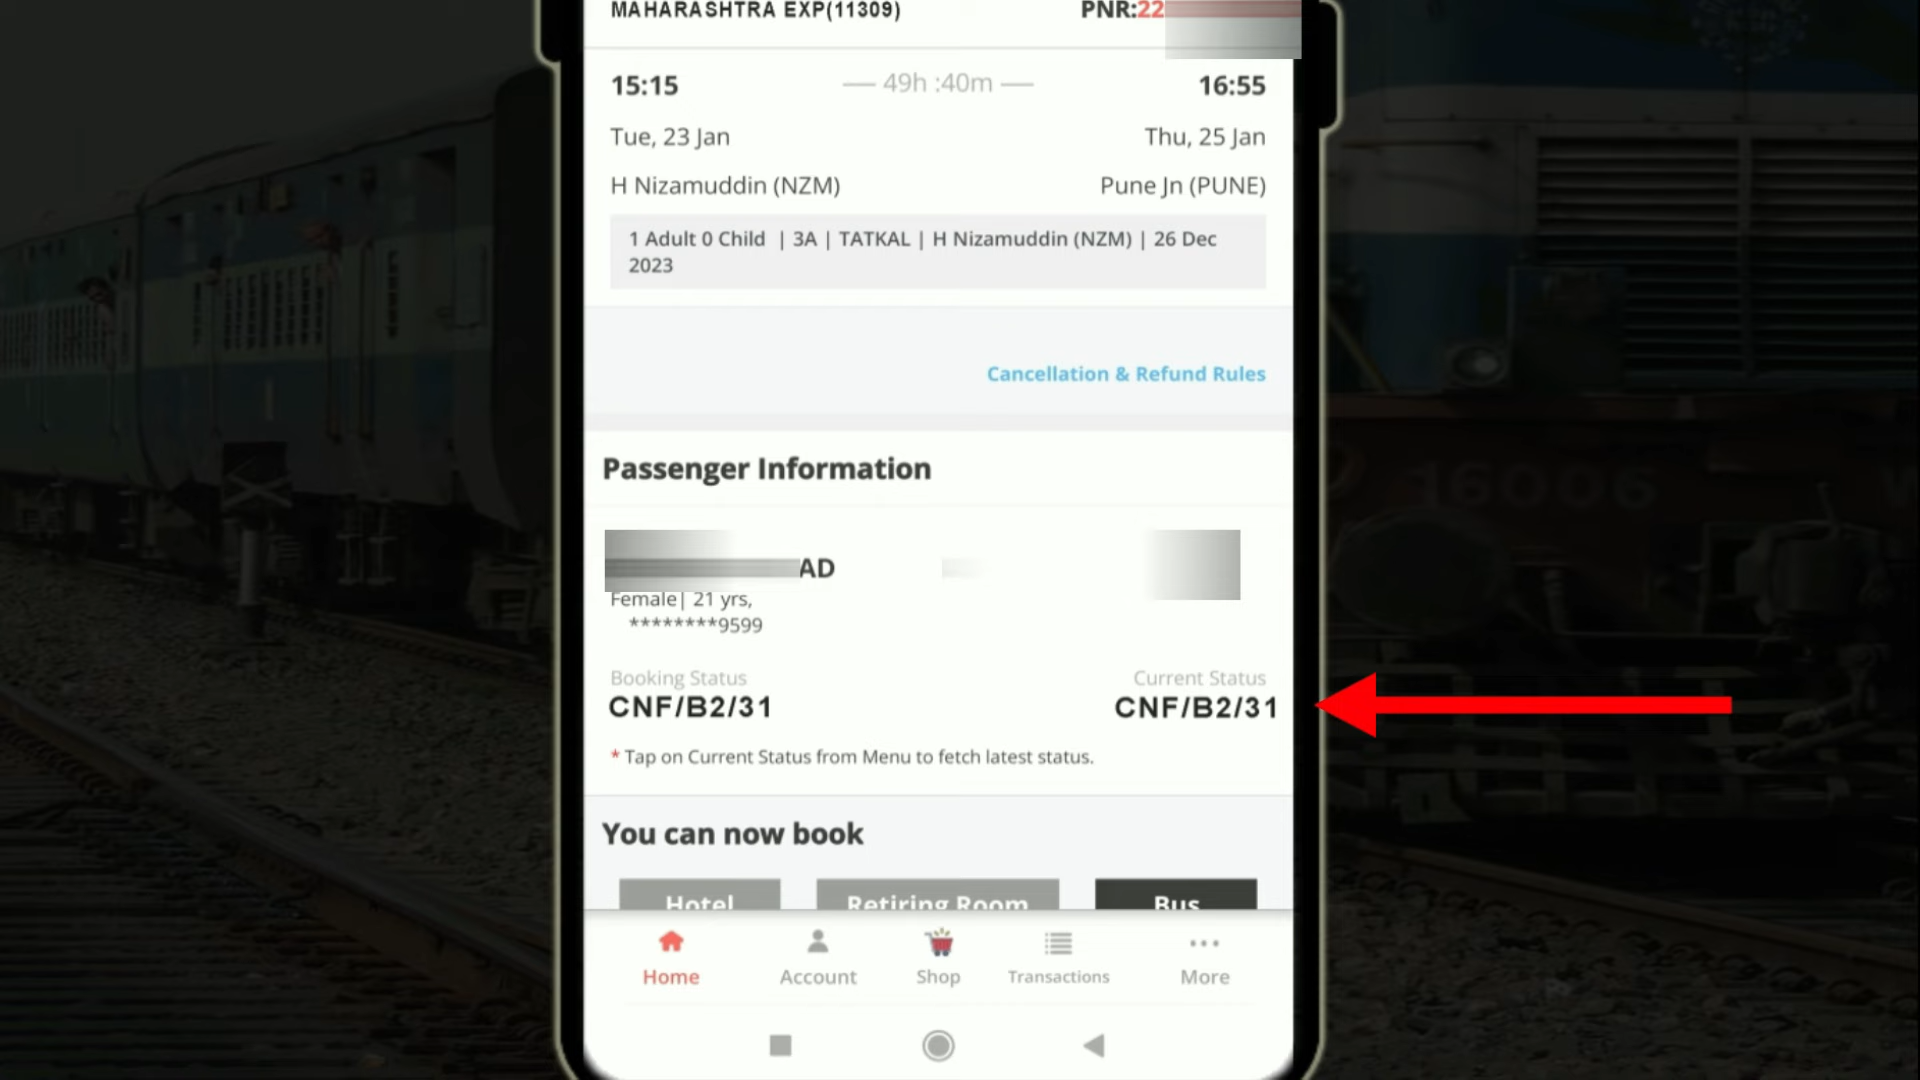 MAHARASHTRA EXP(11309) PNR:22
15:15 49h :40m 16:55
Tue, 23 Jan Thu, 25 Jan
H Nizamuddin (NZM) Pune Jn (PUNE)
1 Adult 0 Child | 3A | TATKAL | H Nizamuddin (NZM) | 26 Dec
2023
Cancellation & Refund Rules
Passenger Information
AD
Female| 21 yrs,
********9599
Booking Status Current Status
CNF/B2/31 CNF/B2/31
* Tap on Current Status from Menu to fetch latest status.
You can now book
Hotel Retiring Room Bus
Home Account Shop Transactions More
16006